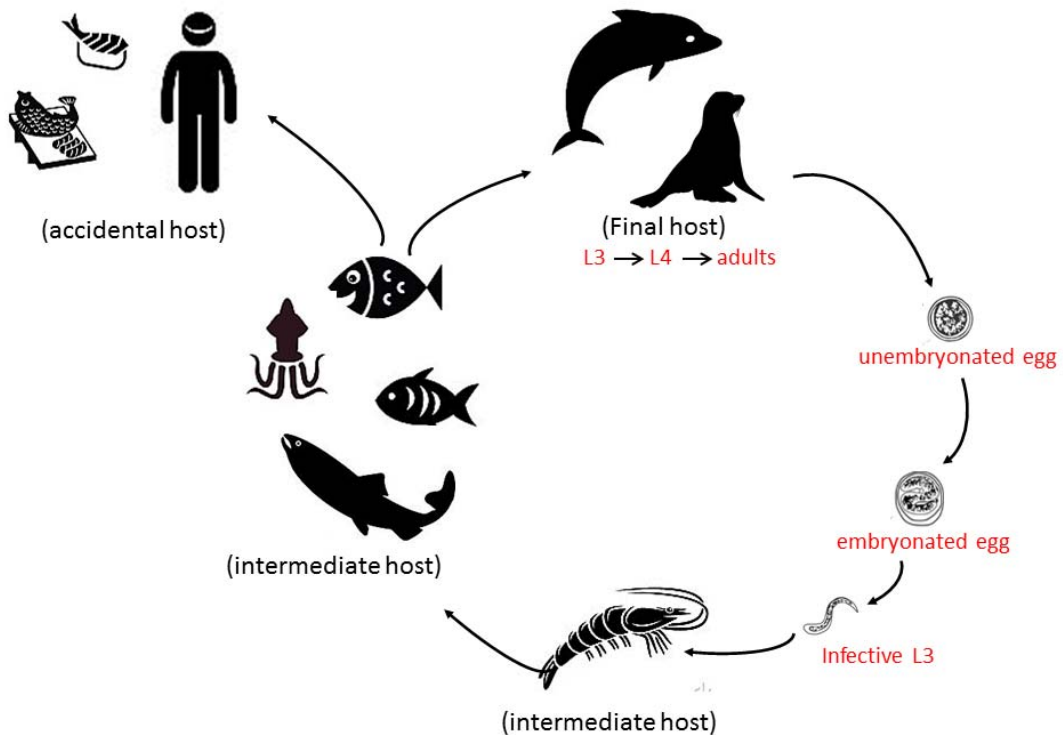 (accidental host)
(Final host)
L3 → L4 → adults
unembryonated egg
embryonated egg
Infective L3
(intermediate host)
(intermediate host)